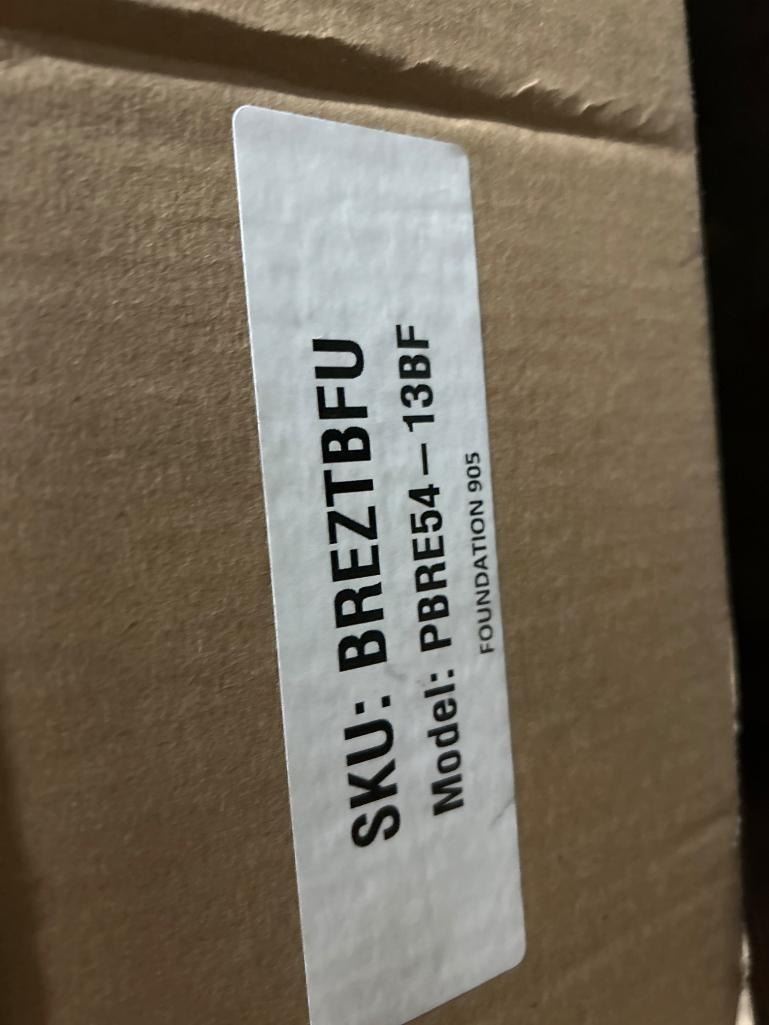 SKU: BREZTBFU
Model: PBRE54–13BF
FOUNDATION 905